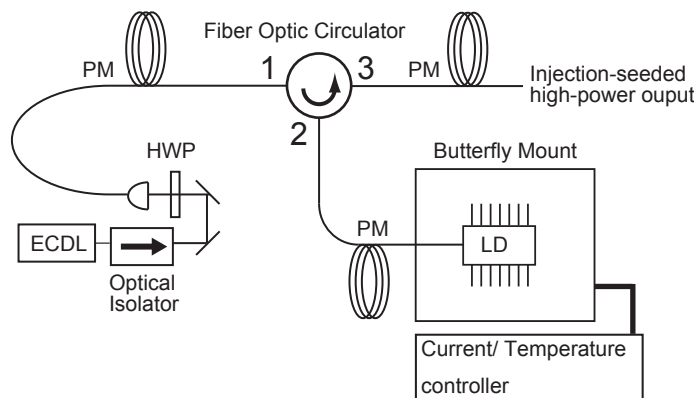 Fiber Optic Circulator
PM
1
3
PM
Injection-seeded
high-power ouput
2
HWP
Butterfly Mount
PM
ECDL
LD
Optical
Isolator
Current/ Temperature
controller